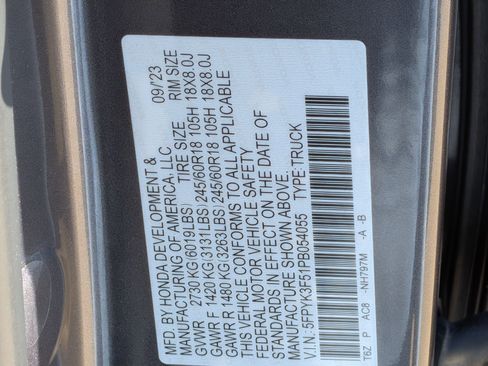 MFD. BY HONDA DEVELOPMENT & 09/23
MANUFACTURING OF AMERICA, LLC
TIRE SIZE RIM SIZE
GVWR 2730 KG(6019LBS)
GAWR F 1420 KG(3131LBS) 245/60R18 105H 18X8.0J
GAWR R 1480 KG(3263LBS) 245/60R18 105H 18X8.0J
THIS VEHICLE CONFORMS TO ALL APPLICABLE
FEDERAL MOTOR VEHICLE SAFETY
STANDARDS IN EFFECT ON THE DATE OF
MANUFACTURE SHOWN ABOVE.
V.I.N.: 5FPYK3F51PB054055 TYPE:TRUCK
T6Z P AC8 -NH797M -A -B